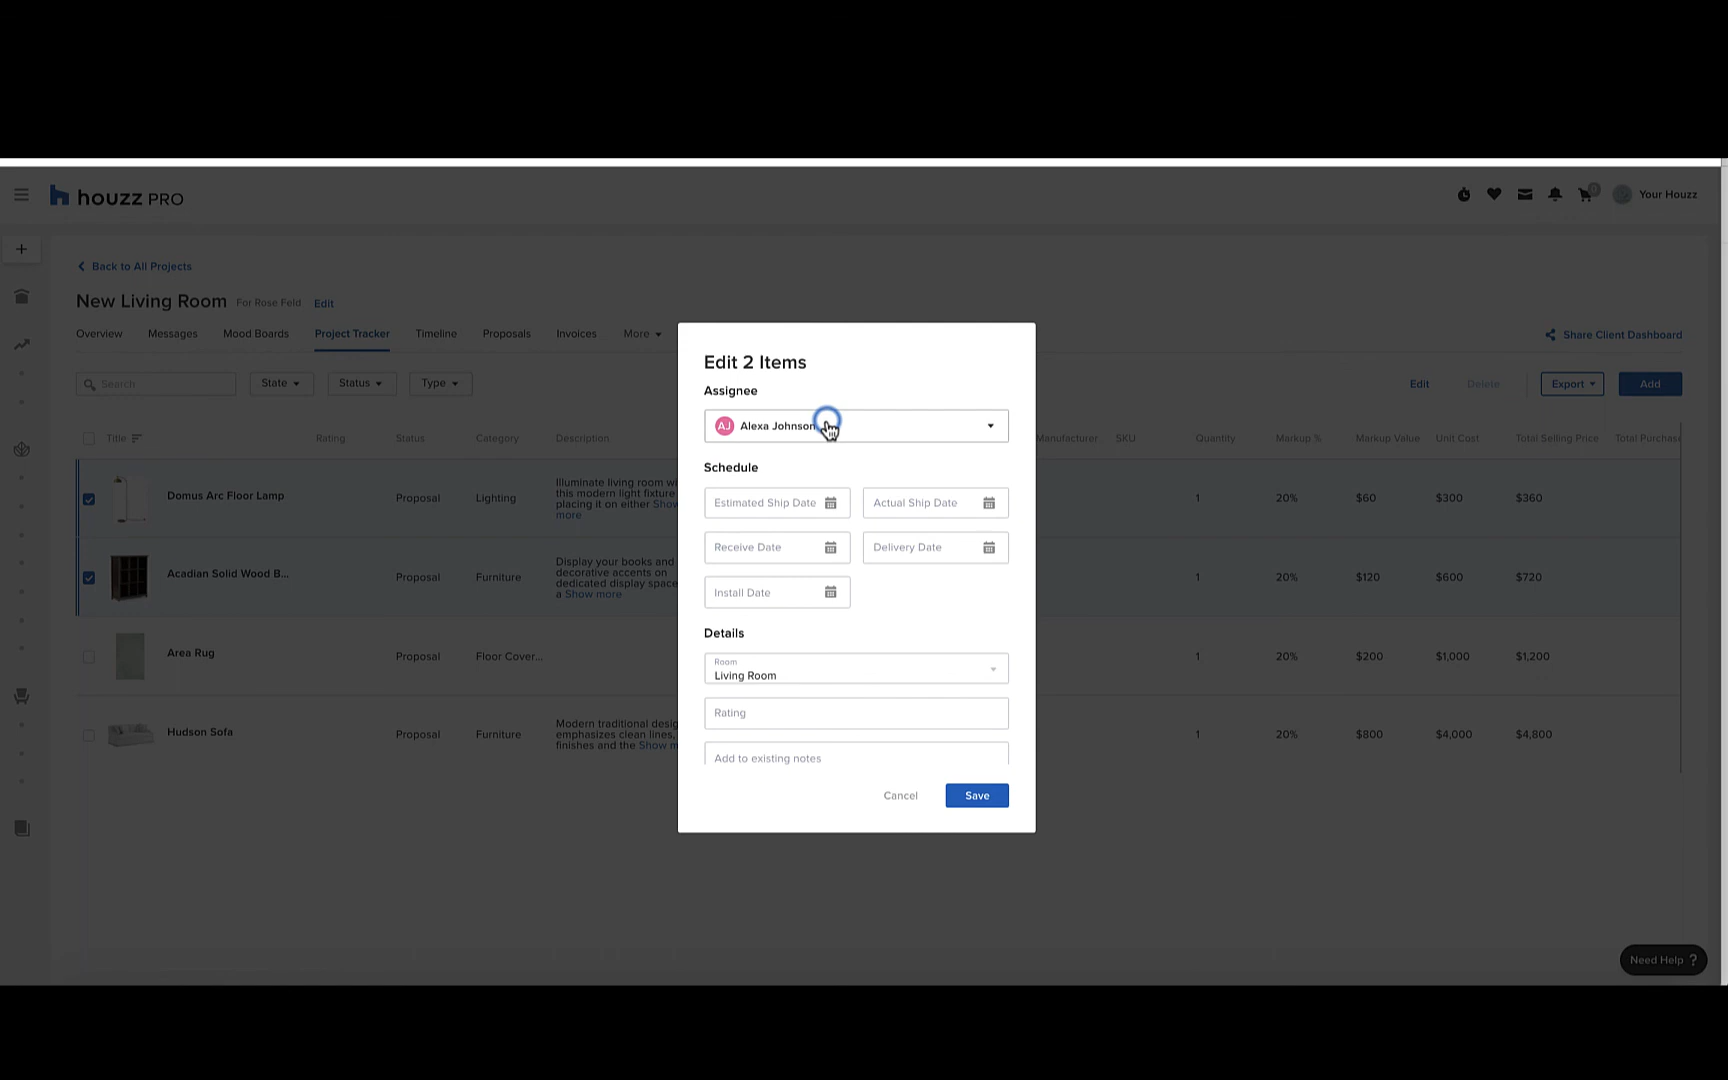 houzz PRO
0
Your Houzz
Back to All Projects
New Living Room For Rose Feld Edit
Overview Messages Mood Boards Project Tracker Timeline Proposals Invoices More
Share Client Dashboard
Search State Status Type
Edit Delete Export Add
Title Rating Status Category Description
Manufacturer SKU Quantity Markup % Markup Value Unit Cost Total Selling Price Total Purchas
Domus Arc Floor Lamp
Proposal
Lighting
Illuminate living room wi
this modern light fixture
placing it on either Show
more
1 20% $60 $300 $360
Acadian Solid Wood B...
Proposal
Furniture
Display your books and
decorative accents on
dedicated display space
a Show more
1 20% $120 $600 $720
Area Rug
Proposal
Floor Cover...
1 20% $200 $1,000 $1,200
Hudson Sofa
Proposal
Furniture
Modern traditional desig
emphasizes clean lines,
finishes and the Show m
1 20% $800 $4,000 $4,800
Edit 2 Items
Assignee
AJ Alexa Johnson
Schedule
Estimated Ship Date Actual Ship Date
Receive Date Delivery Date
Install Date
Details
Room
Living Room
Rating
Add to existing notes
Cancel Save
Need Help ?